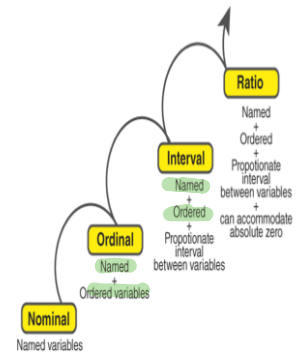 Ratio
Named
+
Ordered
+
Propotionate
interval
between variables
+
can accommodate
absolute zero
Interval
Named
+
Ordered
+
Propotionate
interval
between variables
Ordinal
Named
+
Ordered variables
Nominal
Named variables